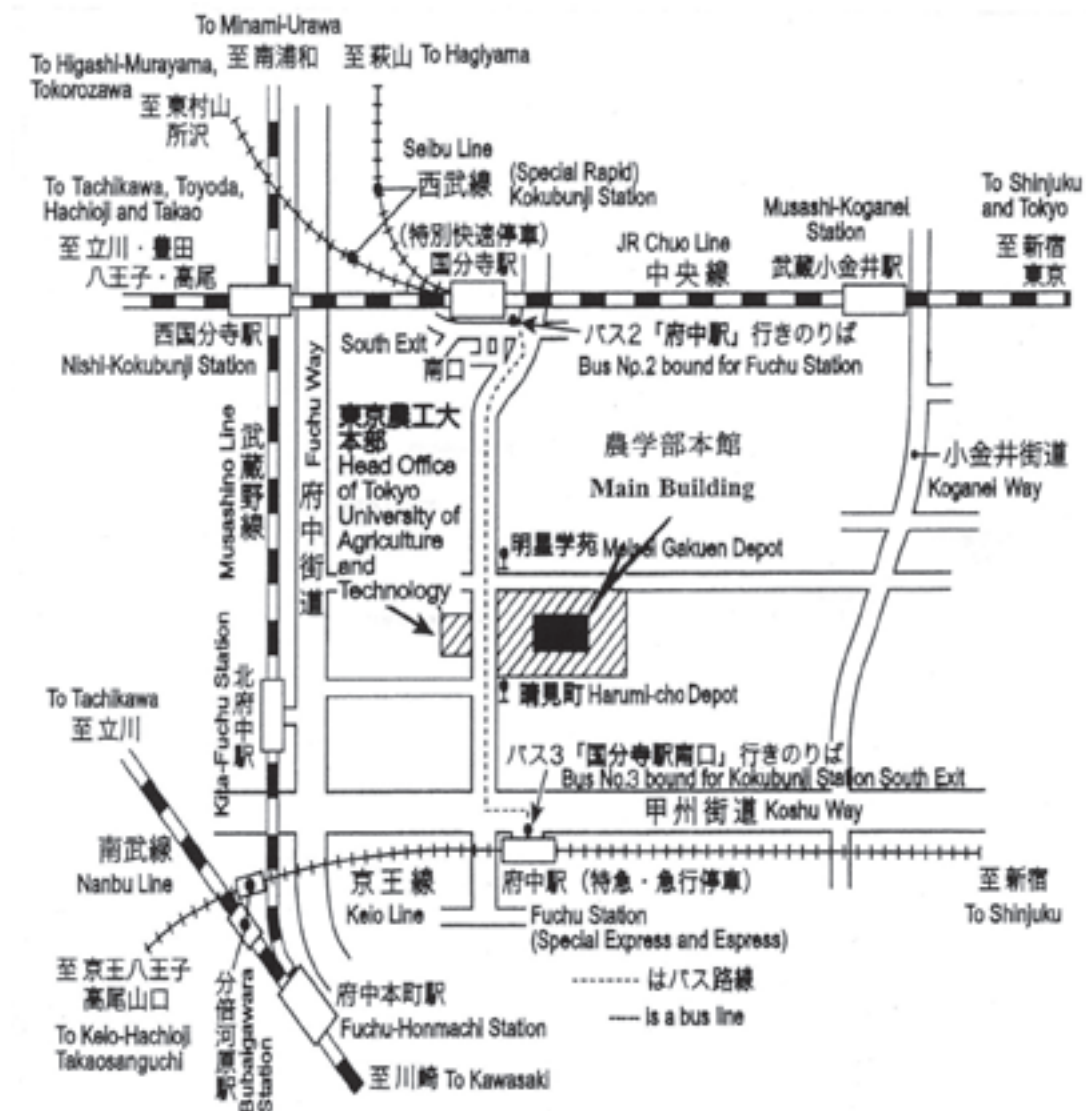 To Minami-Urawa
至 南浦和
至 萩山 To Hagiyama
To Higashi-Murayama,
Tokorozawa
至 東村山
所沢
Seibu Line
西武線
(Special Rapid)
Kokubunji Station
(特別快速停車)
国分寺駅
To Tachikawa, Toyoda,
Hachioji and Takao
至 立川・豊田
八王子・高尾
JR Chuo Line
中央線
Musashi-Koganei
Station
武蔵小金井駅
To Shinjuku
and Tokyo
至 新宿
東京
西国分寺駅
Nishi-Kokubunji Station
South Exit
南口
バス2「府中駅」行きのりば
Bus Np.2 bound for Fuchu Station
Musashino Line
武蔵野線
Fuchu Way
府中街道
東京農工大
本部
Head Office
of Tokyo
University of
Agriculture
and
Technology
農学部本館
Main Building
小金井街道
Koganei Way
明星学苑 Meisei Gakuen Depot
晴見町 Harumi-cho Depot
Kita-Fuchu Station
北府中駅
To Tachikawa
至 立川
バス3「国分寺駅南口」行きのりば
Bus No.3 bound for Kokubunji Station South Exit
甲州街道 Koshu Way
南武線
Nanbu Line
京王線
Keio Line
府中駅 (特急・急行停車)
Fuchu Station
(Special Express and Espress)
至 新宿
To Shinjuku
至 京王八王子
高尾山口
To Keio-Hachioji
Takaosanguchi
分倍河原駅
Bubaigawara
Station
府中本町駅
Fuchu-Honmachi Station
至 川崎 To Kawasaki
はバス路線
is a bus line